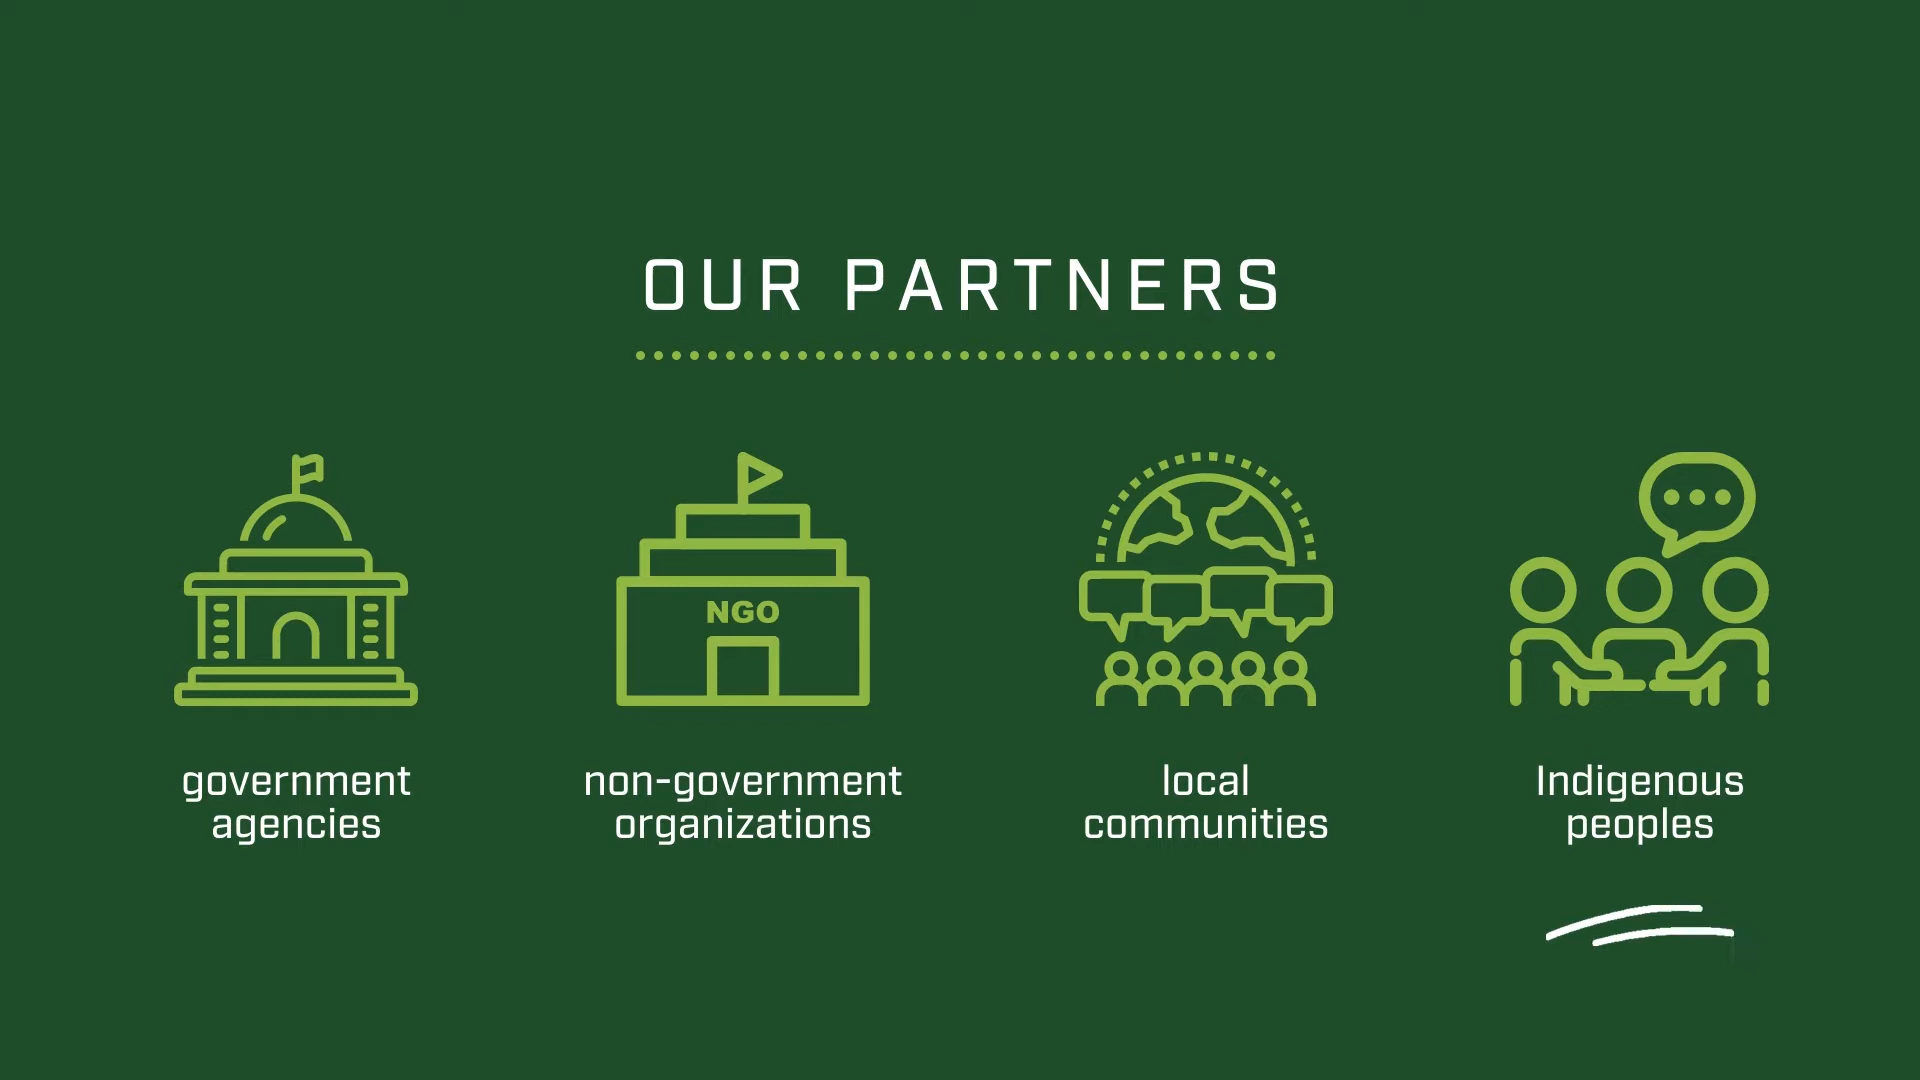 OUR PARTNERS
NGO
government
agencies
non-government
organizations
local
communities
Indigenous
peoples